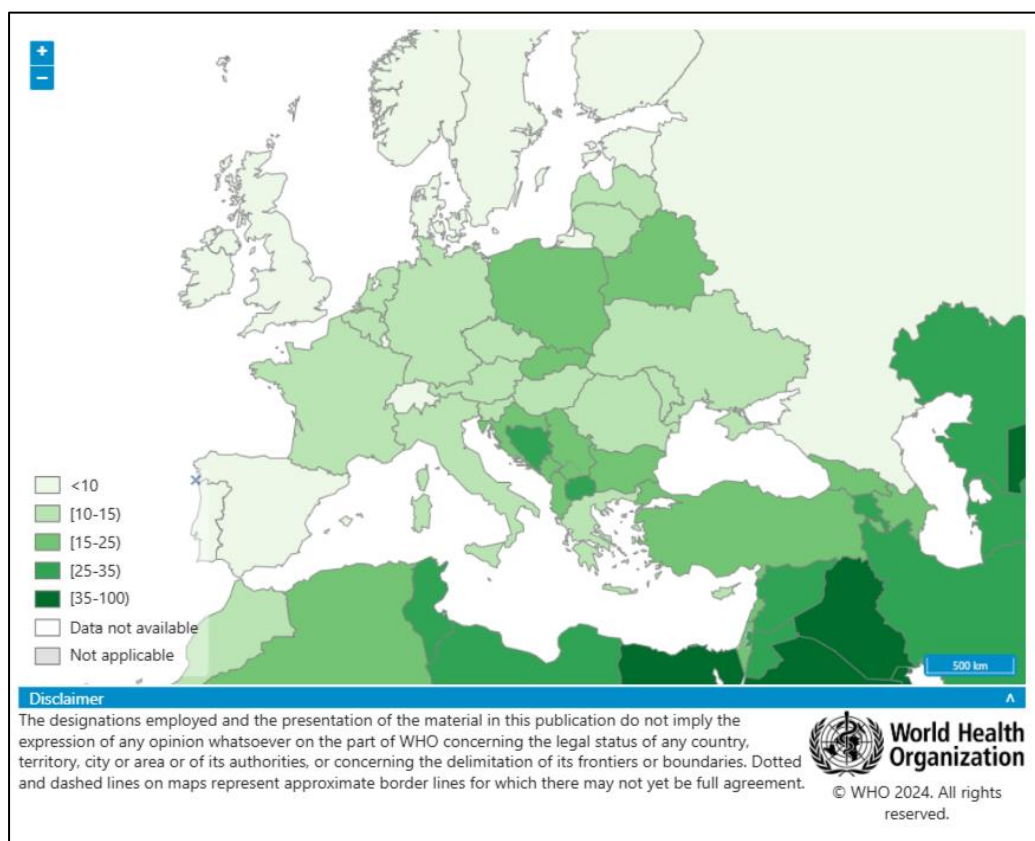 +
−
<10
[10-15)
[15-25)
[25-35)
[35-100)
Data not available
Not applicable
500 km
Disclaimer
^
The designations employed and the presentation of the material in this publication do not imply the
expression of any opinion whatsoever on the part of WHO concerning the legal status of any country,
territory, city or area or of its authorities, or concerning the delimitation of its frontiers or boundaries. Dotted
and dashed lines on maps represent approximate border lines for which there may not yet be full agreement.
World Health
Organization
© WHO 2024. All rights
reserved.